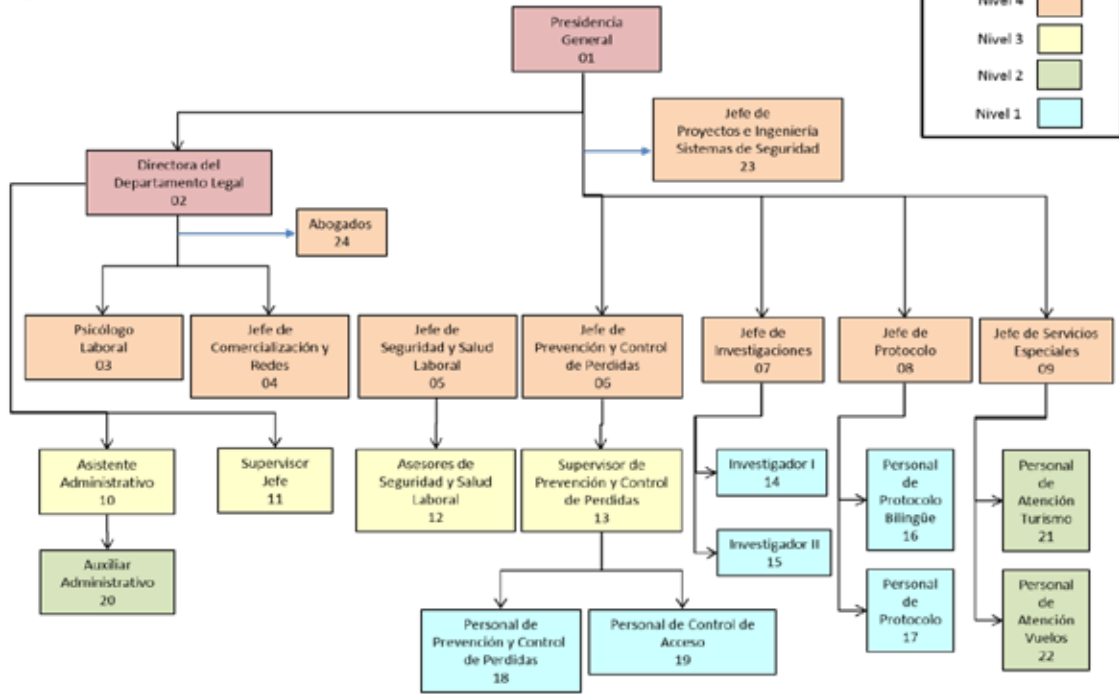 Presidencia
General
01
Nivel 4
Nivel 3
Nivel 2
Nivel 1
Jefe de
Proyectos e Ingeniería
Sistemas de Seguridad
23
Directora del
Departamento Legal
02
Abogados
24
Psicólogo
Laboral
03
Jefe de
Comercialización y
Redes
04
Jefe de
Seguridad y Salud
Laboral
05
Jefe de
Prevención y Control
de Perdidas
06
Jefe de
Investigaciones
07
Jefe de
Protocolo
08
Jefe de Servicios
Especiales
09
Asistente
Administrativo
10
Supervisor
Jefe
11
Asesores de
Seguridad y Salud
Laboral
12
Supervisor de
Prevención y Control
de Perdidas
13
Investigador I
14
Investigador II
15
Personal
de
Protocolo
Bilingüe
16
Personal
de
Protocolo
17
Personal
de
Atención
Turismo
21
Personal
de
Atención
Vuelos
22
Auxiliar
Administrativo
20
Personal de
Prevención y Control
de Perdidas
18
Personal de Control de
Acceso
19